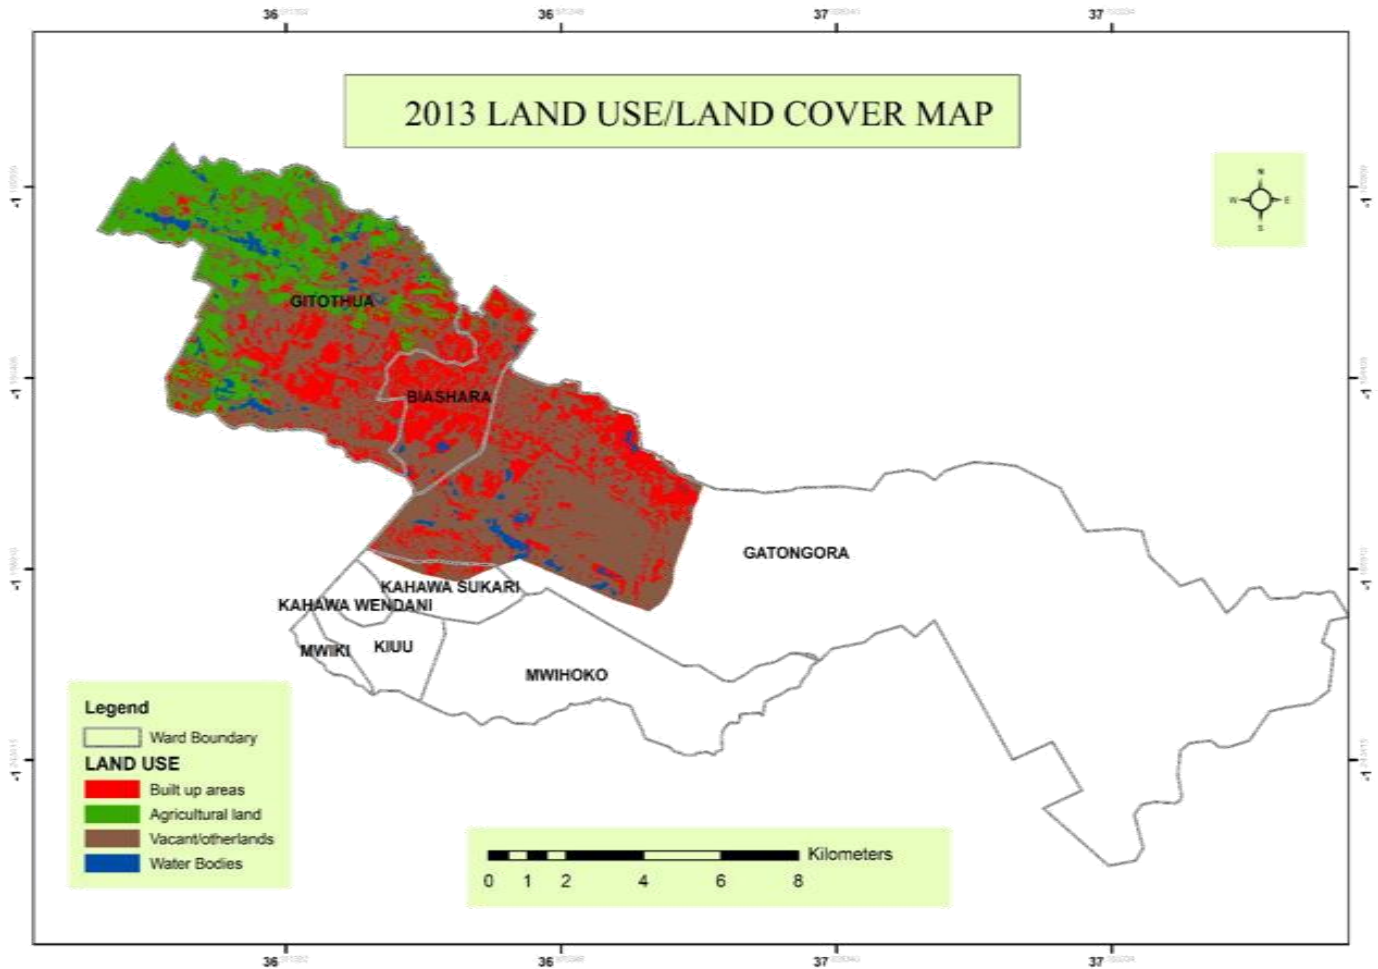 36 36 37 37
2013 LAND USE/LAND COVER MAP
N
W E
S
-1 -1
GITOTHUA
-1 -1
BIASHARA
GATONGORA
-1 -1
KAHAWA SUKARI
KAHAWA WENDANI
MWIKI KIUU
MWIHOKO
Legend
Ward Boundary
-1 -1
LAND USE
Built up areas
Agricultural land
Vacant/otherlands
Water Bodies
Kilometers
0 1 2 4 6 8
36 36 37 37